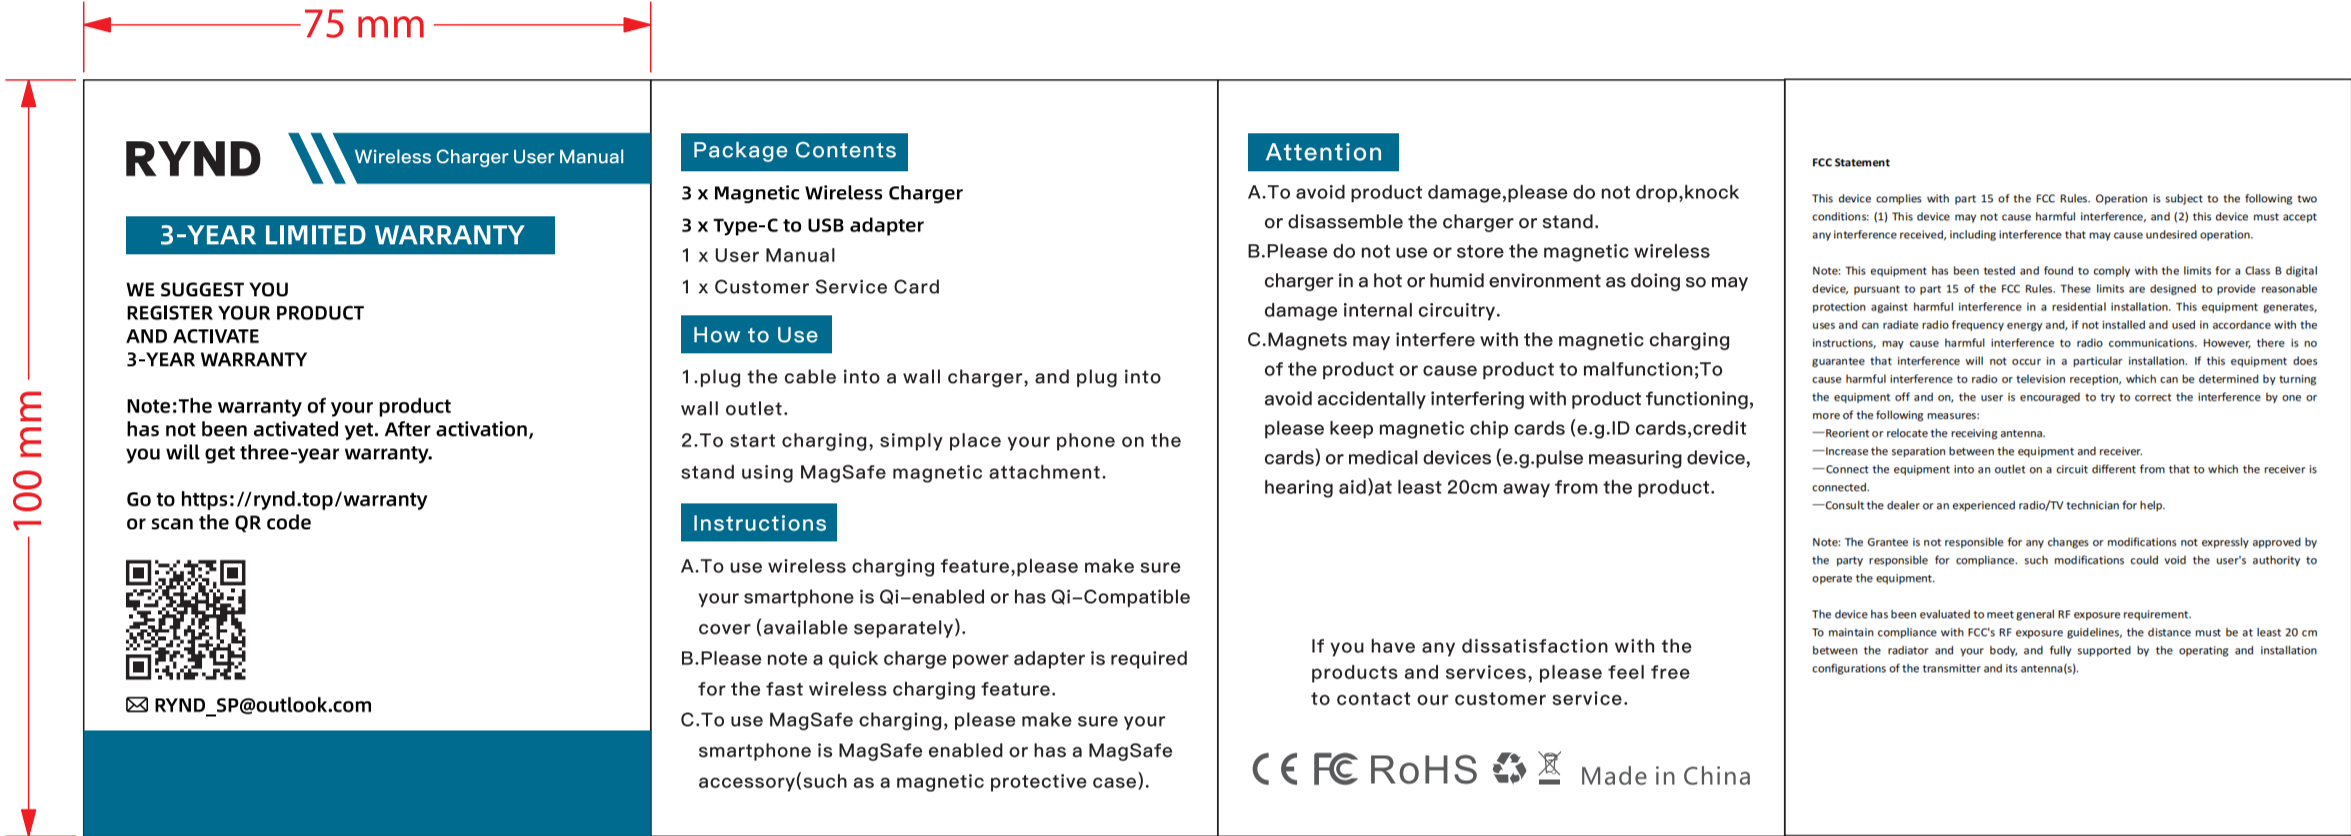 75 mm
100 mm
RYND
Wireless Charger User Manual
3-YEAR LIMITED WARRANTY
WE SUGGEST YOU
REGISTER YOUR PRODUCT
AND ACTIVATE
3-YEAR WARRANTY
Note:The warranty of your product
has not been activated yet. After activation,
you will get three-year warranty.
Go to https://rynd.top/warranty
or scan the QR code
RYND_SP@outlook.com
Package Contents
3 x Magnetic Wireless Charger
3 x Type-C to USB adapter
1 x User Manual
1 x Customer Service Card
How to Use
1.plug the cable into a wall charger, and plug into
wall outlet.
2.To start charging, simply place your phone on the
stand using MagSafe magnetic attachment.
Instructions
A.To use wireless charging feature,please make sure
your smartphone is Qi-enabled or has Qi-Compatible
cover (available separately).
B.Please note a quick charge power adapter is required
for the fast wireless charging feature.
C.To use MagSafe charging, please make sure your
smartphone is MagSafe enabled or has a MagSafe
accessory(such as a magnetic protective case).
Attention
A.To avoid product damage,please do not drop,knock
or disassemble the charger or stand.
B.Please do not use or store the magnetic wireless
charger in a hot or humid environment as doing so may
damage internal circuitry.
C.Magnets may interfere with the magnetic charging
of the product or cause product to malfunction;To
avoid accidentally interfering with product functioning,
please keep magnetic chip cards (e.g.ID cards,credit
cards) or medical devices (e.g.pulse measuring device,
hearing aid)at least 20cm away from the product.
If you have any dissatisfaction with the
products and services, please feel free
to contact our customer service.
CE FC RoHS Made in China
FCC Statement
This device complies with part 15 of the FCC Rules. Operation is subject to the following two
conditions: (1) This device may not cause harmful interference, and (2) this device must accept
any interference received, including interference that may cause undesired operation.
Note: This equipment has been tested and found to comply with the limits for a Class B digital
device, pursuant to part 15 of the FCC Rules. These limits are designed to provide reasonable
protection against harmful interference in a residential installation. This equipment generates,
uses and can radiate radio frequency energy and, if not installed and used in accordance with the
instructions, may cause harmful interference to radio communications. However, there is no
guarantee that interference will not occur in a particular installation. If this equipment does
cause harmful interference to radio or television reception, which can be determined by turning
the equipment off and on, the user is encouraged to try to correct the interference by one or
more of the following measures:
—Reorient or relocate the receiving antenna.
—Increase the separation between the equipment and receiver.
—Connect the equipment into an outlet on a circuit different from that to which the receiver is
connected.
—Consult the dealer or an experienced radio/TV technician for help.
Note: The Grantee is not responsible for any changes or modifications not expressly approved by
the party responsible for compliance. such modifications could void the user's authority to
operate the equipment.
The device has been evaluated to meet general RF exposure requirement.
To maintain compliance with FCC's RF exposure guidelines, the distance must be at least 20 cm
between the radiator and your body, and fully supported by the operating and installation
configurations of the transmitter and its antenna(s).